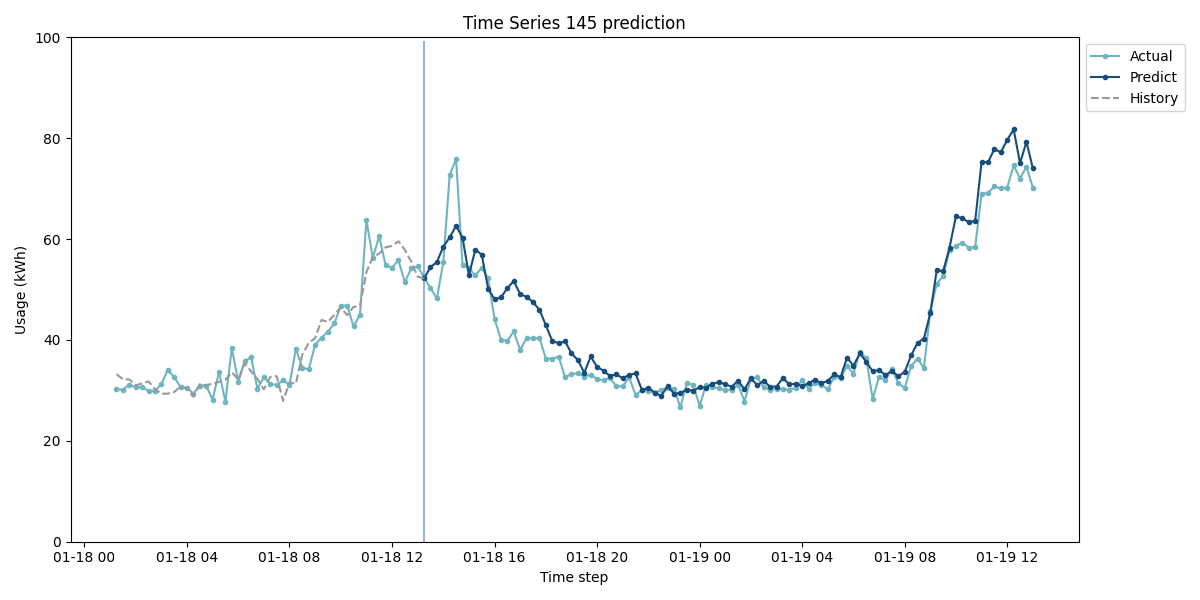 Time Series 145 prediction
Usage (kWh)
100
80
60
40
20
0
01-18 00
01-18 04
01-18 08
01-18 12
01-18 16
01-18 20
01-19 00
01-19 04
01-19 08
01-19 12
Time step
Actual
Predict
History